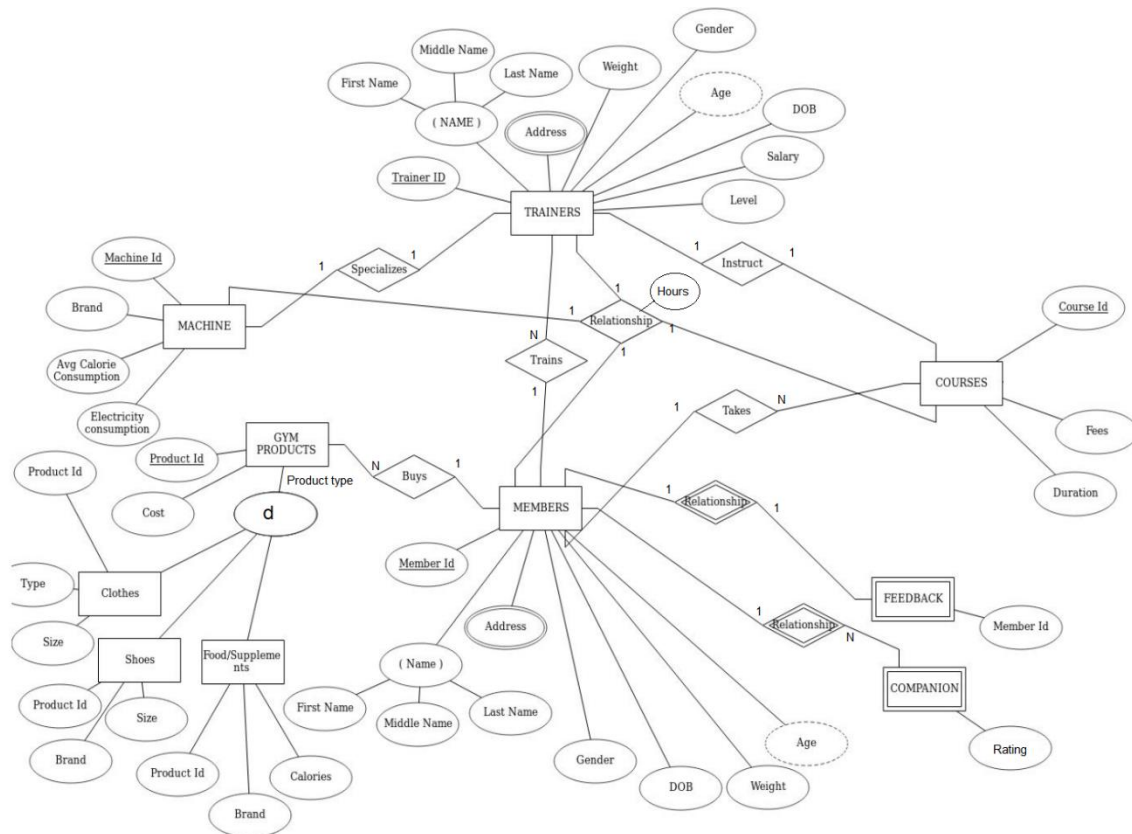 Gender
Middle Name
Weight
Last Name
First Name
Age
( NAME )
DOB
Address
Salary
Trainer ID
Level
TRAINERS
1
1
Instruct
Machine Id
1
Specializes
1
Hours
1
Course Id
Brand
MACHINE
1
Relationship
1
N
1
Avg Calorie
Consumption
Trains
COURSES
1
Takes
N
1
Electricity
consumption
GYM
PRODUCTS
Fees
Product Id
Product Id
N
Buys
1
Product type
1
Relationship
1
Duration
Cost
d
MEMBERS
Member Id
Type
Clothes
FEEDBACK
1
Relationship
N
Size
Address
Member Id
Shoes
Food/Suppleme
nts
( Name )
COMPANION
Product Id
Size
First Name
Middle Name
Last Name
Age
Rating
Brand
Product Id
Calories
Gender
DOB
Weight
Brand